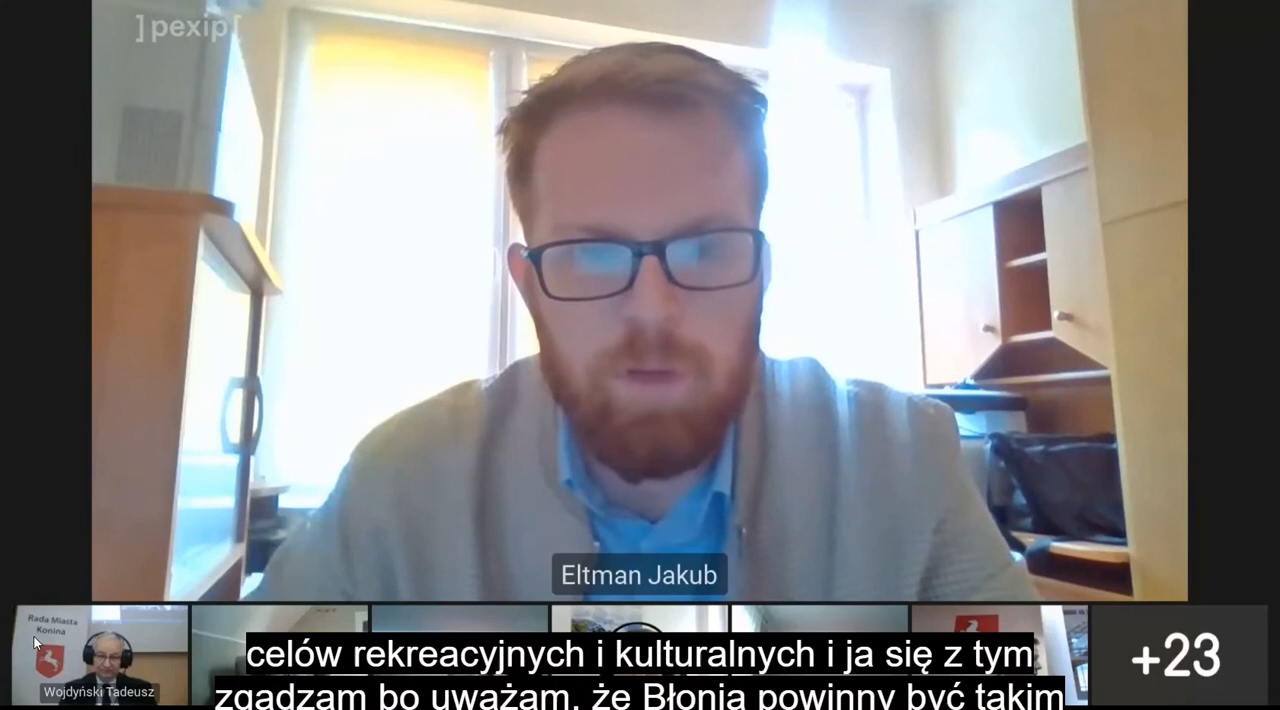 ]pexip[
Eltman Jakub
Rada Miasta
Konina
Wojdyński Tadeusz
+23
celów rekreacyjnych i kulturalnych i ja się z tym
zgadzam bo uważam, że Błonia powinny być takim